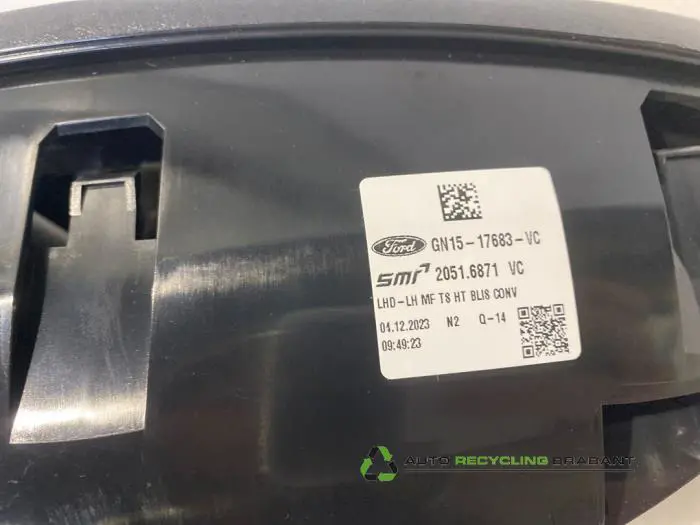 Ford GN15-17683-VC
smr 2051.6871 VC
LHD-LH MF TS HT BLIS CONV
04.12.2023 N2 Q-14
09:49:23
AUTO RECYCLING BRABANT